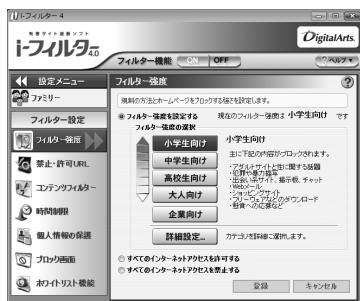 i-フィルター 4
有害サイト遮断ソフト
i-フィルター 4.0
DigitalArts
フィルター機能 ON OFF
ヘルプ
設定メニュー
フィルター強度
ファミリー
規制の方法とホームページをブロックする強さを設定します。
フィルター設定
フィルター強度を設定する 現在のフィルター強度は 小学生向け です
フィルター強度の選択
フィルター強度
禁止・許可URL
コンテンツフィルター
時間制限
個人情報の保護
ブロック画面
ホワイトリスト機能
小学生向け
中学生向け
高校生向け
大人向け
企業向け
詳細設定...
小学生向け
主に下記の内容がブロックされます。
・アダルトサイトと性に関する話題
・犯罪や暴力指導
・出会い系サイト、掲示板、チャット
・Webメール
・ショッピングサイト
・フリーウェアなどのダウンロード
・懸賞への応募など
カテゴリを詳細に選択します。
すべてのインターネットアクセスを許可する
すべてのインターネットアクセスを禁止する
登録 キャンセル